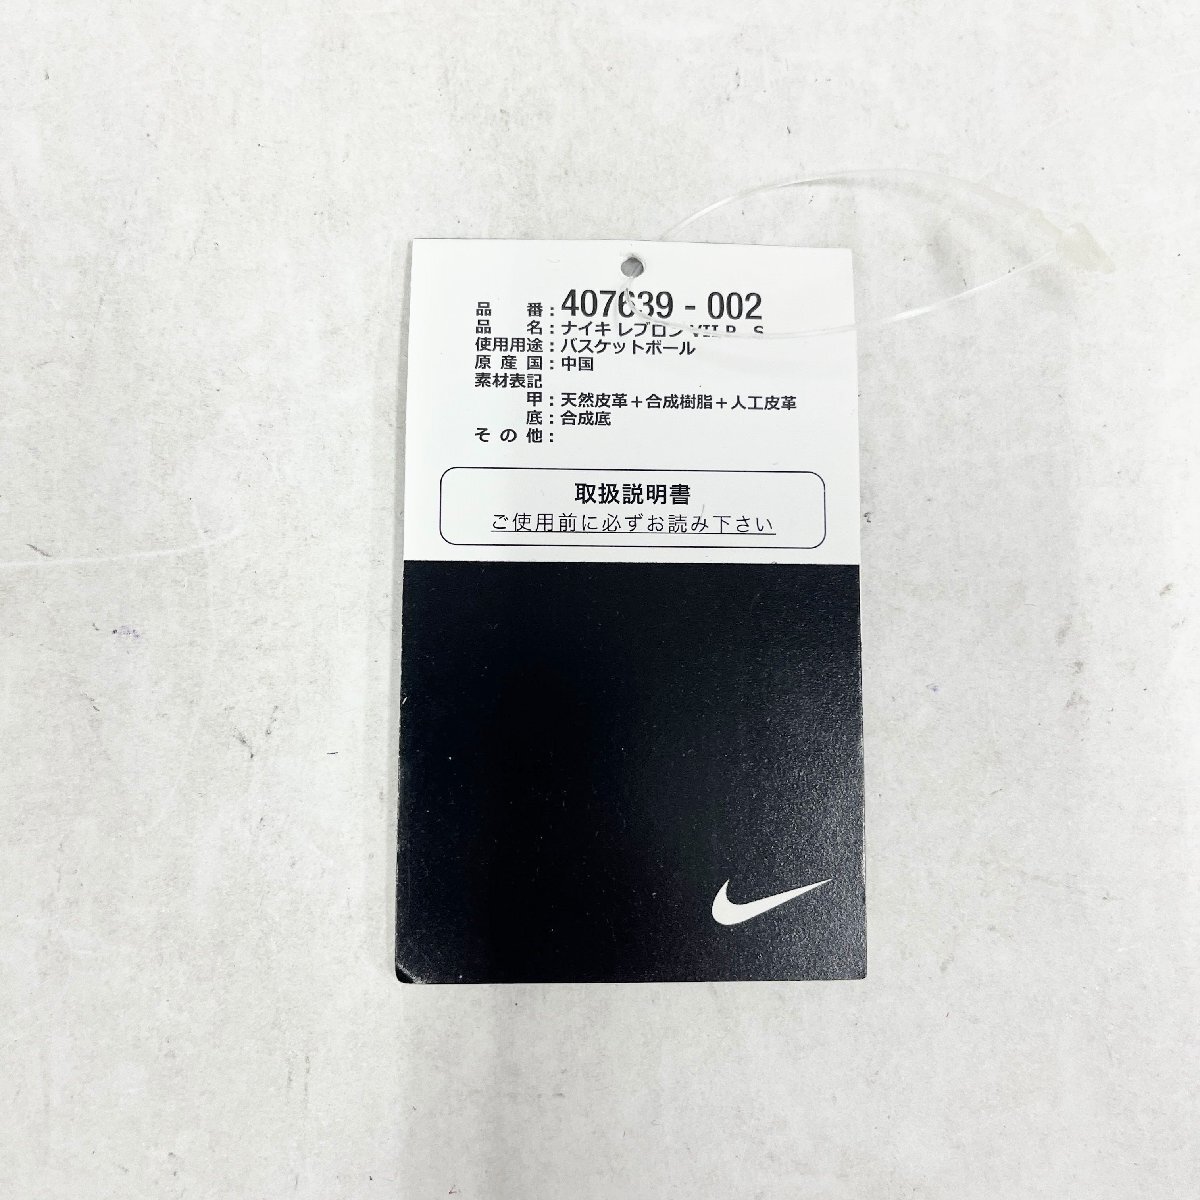 品番：407639 - 002
品名：ナイキ レブロン VII P. S
使用用途：バスケットボール
原産国：中国
素材表記
甲：天然皮革＋合成樹脂＋人工皮革
底：合成底
その他：
取扱説明書
ご使用前に必ずお読み下さい